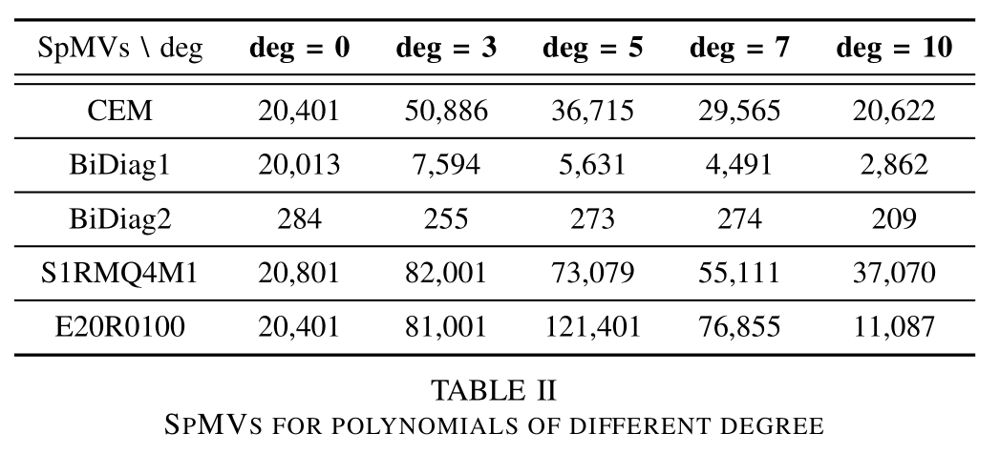 SpMVs \ deg deg = 0 deg = 3 deg = 5 deg = 7 deg = 10
CEM 20,401 50,886 36,715 29,565 20,622
BiDiag1 20,013 7,594 5,631 4,491 2,862
BiDiag2 284 255 273 274 209
S1RMQ4M1 20,801 82,001 73,079 55,111 37,070
E20R0100 20,401 81,001 121,401 76,855 11,087
TABLE II
SPMVS FOR POLYNOMIALS OF DIFFERENT DEGREE